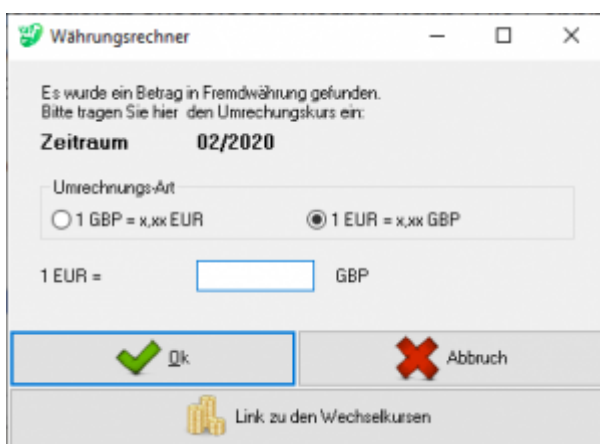 Währungsrechner
Es wurde ein Betrag in Fremdwährung gefunden.
Bitte tragen Sie hier den Umrechungskurs ein:
Zeitraum 02/2020
Umrechnungs-Art
1 GBP = x,xx EUR 1 EUR = x,xx GBP
1 EUR = GBP
Ok Abbruch
Link zu den Wechselkursen